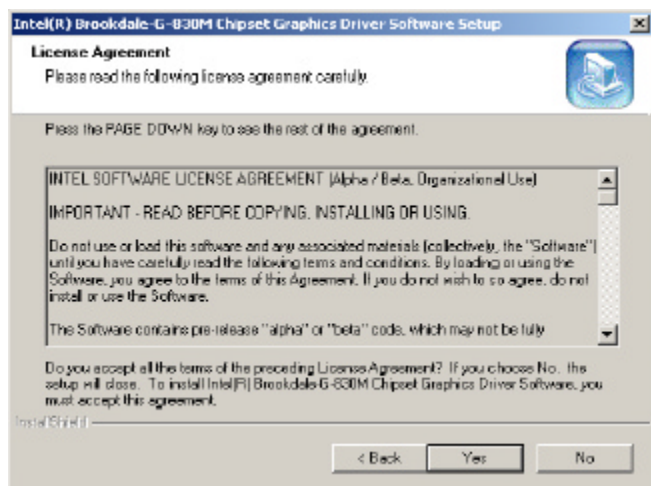 Intel(R) Brookdale-G-830M Chipset Graphics Driver Software Setup
License Agreement
Please read the following license agreement carefully.
Press the PAGE DOWN key to see the rest of the agreement.
INTEL SOFTWARE LICENSE AGREEMENT (Alpha / Beta, Organizational Use)
IMPORTANT - READ BEFORE COPYING, INSTALLING OR USING.
Do not use or load this software and any associated materials (collectively, the "Software")
until you have carefully read the following terms and conditions. By loading or using the
Software, you agree to the terms of this Agreement. If you do not wish to so agree, do not
install or use the Software.
The Software contains pre-release "alpha" or "beta" code, which may not be fully
Do you accept all the terms of the preceding License Agreement? If you choose No, the
setup will close. To install Intel(R) Brookdale-G-830M Chipset Graphics Driver Software, you
must accept this agreement.
InstallShield
< Back
Yes
No